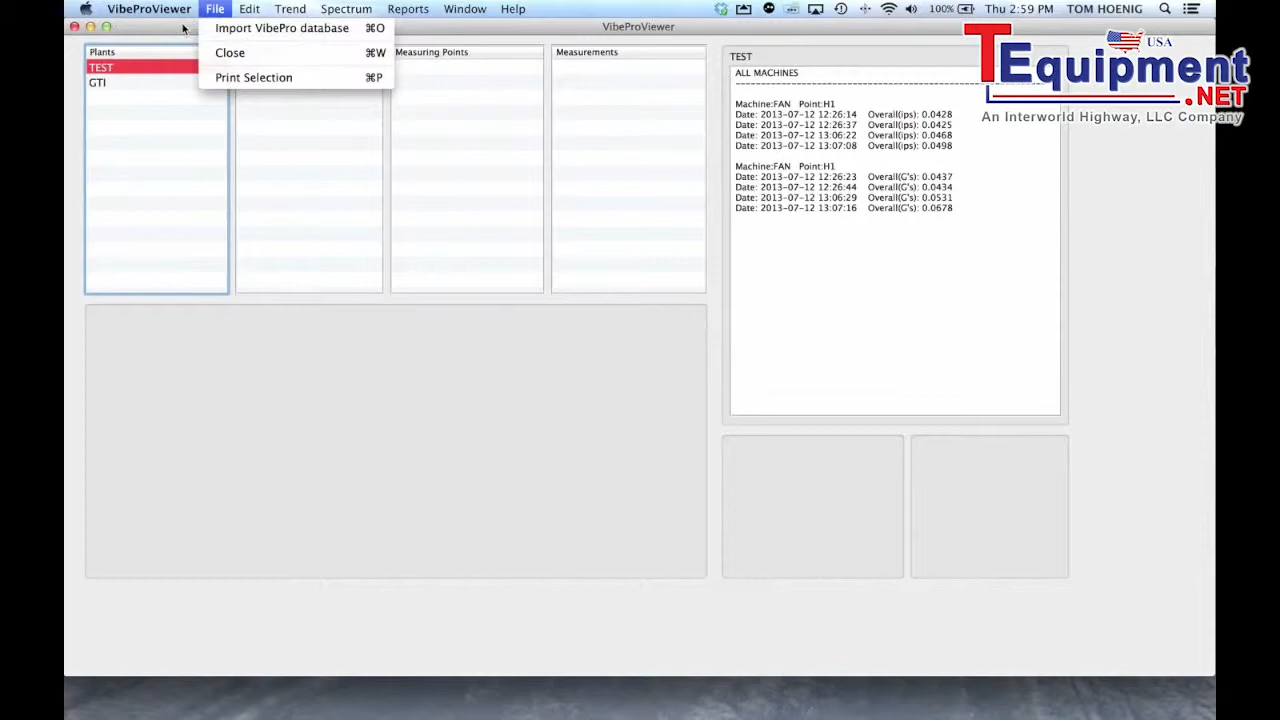 VibeProViewer File Edit Trend Spectrum Reports Window Help 100% Thu 2:59 PM TOM HOENIG
VibeProViewer
Import VibePro database ⌘O
Close ⌘W
Print Selection ⌘P
Plants
TEST
GTI
Measuring Points
Measurements
TEST
ALL MACHINES
--------------------------------------------------------------
Machine:FAN Point:H1
Date: 2013-07-12 12:26:14 Overall(ips): 0.0428
Date: 2013-07-12 12:26:37 Overall(ips): 0.0425
Date: 2013-07-12 13:06:22 Overall(ips): 0.0468
Date: 2013-07-12 13:07:08 Overall(ips): 0.0498
Machine:FAN Point:H1
Date: 2013-07-12 12:26:23 Overall(G's): 0.0437
Date: 2013-07-12 12:26:44 Overall(G's): 0.0434
Date: 2013-07-12 13:06:29 Overall(G's): 0.0531
Date: 2013-07-12 13:07:16 Overall(G's): 0.0678
USA
TEquipment
.NET
An Interworld Highway, LLC Company